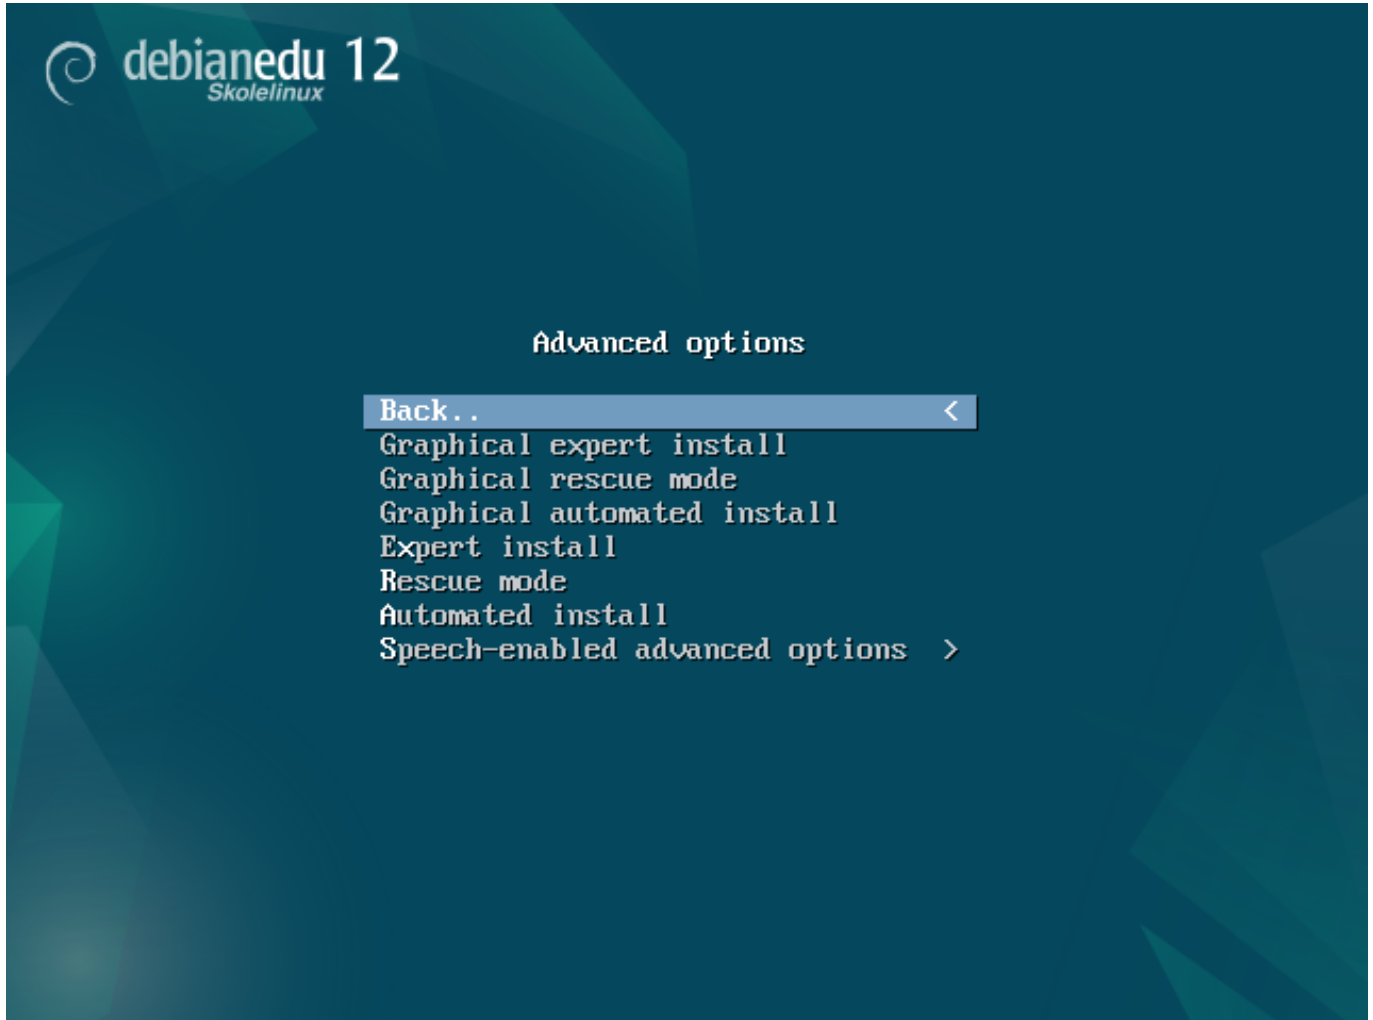 debianedu 12
Skolelinux
Advanced options
Back.. <
Graphical expert install
Graphical rescue mode
Graphical automated install
Expert install
Rescue mode
Automated install
Speech-enabled advanced options >